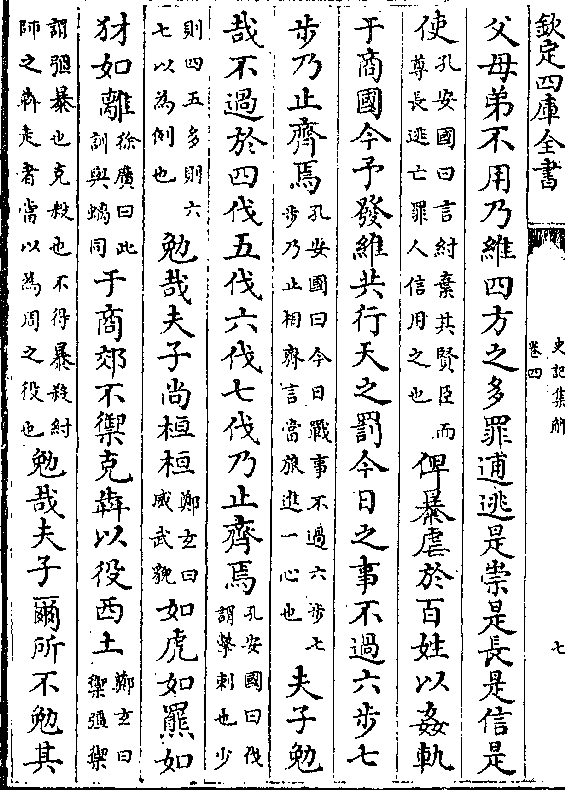 欽定四庫全書
史記集解
卷四
七
父母弟不用乃維四方之多罪逋逃是崇是長是信是
使孔安國曰言紂棄其賢臣而尊長逃亡罪人信用之也俾暴虐於百姓以姦軌
于商國今予發維共行天之罰今日之事不過六步七
步乃止齊焉孔安國曰今日戰事不過六步七步乃止相齊言當旅進一心也夫子勉
哉不過於四伐五伐六伐七伐乃止齊焉孔安國曰伐謂擊刺也少
則四五多則六七以為例也勉哉夫子尚桓桓鄭玄曰威武貌如虎如羆如
犲如離徐廣曰此訓與螭同于商郊不禦克犇以役西土鄭玄曰禦彊禦
謂彊暴也克殺也不得暴殺紂師之犇走者當以為周之役也勉哉夫子爾所不勉其